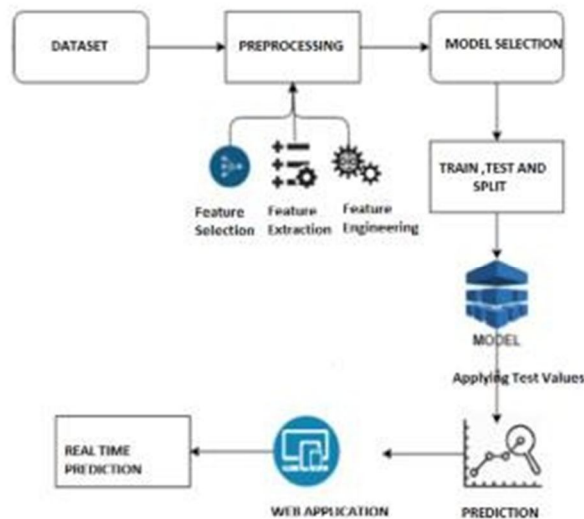 DATASET
PREPROCESSING
MODEL SELECTION
Feature
Selection
Feature
Extraction
Feature
Engineering
TRAIN ,TEST AND
SPLIT
MODEL
Applying Test Values
REAL TIME
PREDICTION
WEB APPLICATION
PREDICTION